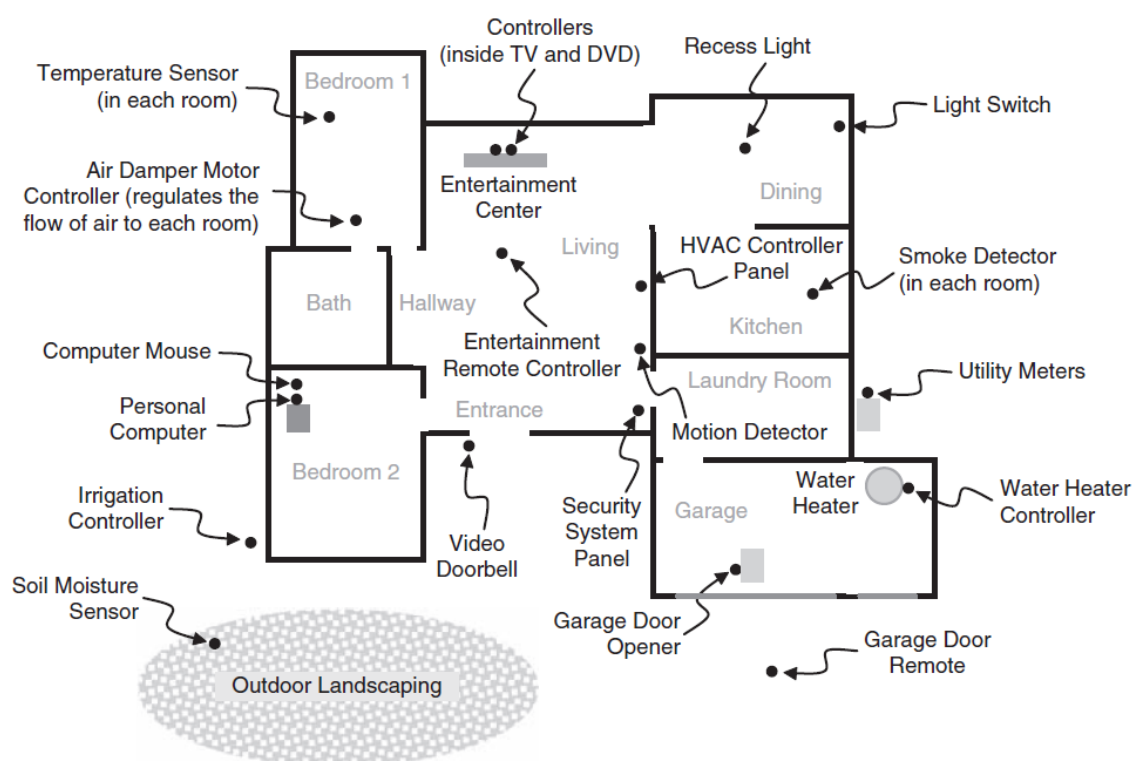 Controllers
(inside TV and DVD)
Recess Light
Temperature Sensor
(in each room)
Bedroom 1
Light Switch
Air Damper Motor
Controller (regulates the
flow of air to each room)
Entertainment
Center
Dining
Living
HVAC Controller
Panel
Smoke Detector
(in each room)
Bath
Hallway
Kitchen
Entertainment
Remote Controller
Computer Mouse
Laundry Room
Utility Meters
Personal
Computer
Entrance
Motion Detector
Bedroom 2
Irrigation
Controller
Video
Doorbell
Security
System
Panel
Garage
Water
Heater
Water Heater
Controller
Soil Moisture
Sensor
Garage Door
Opener
Garage Door
Remote
Outdoor Landscaping